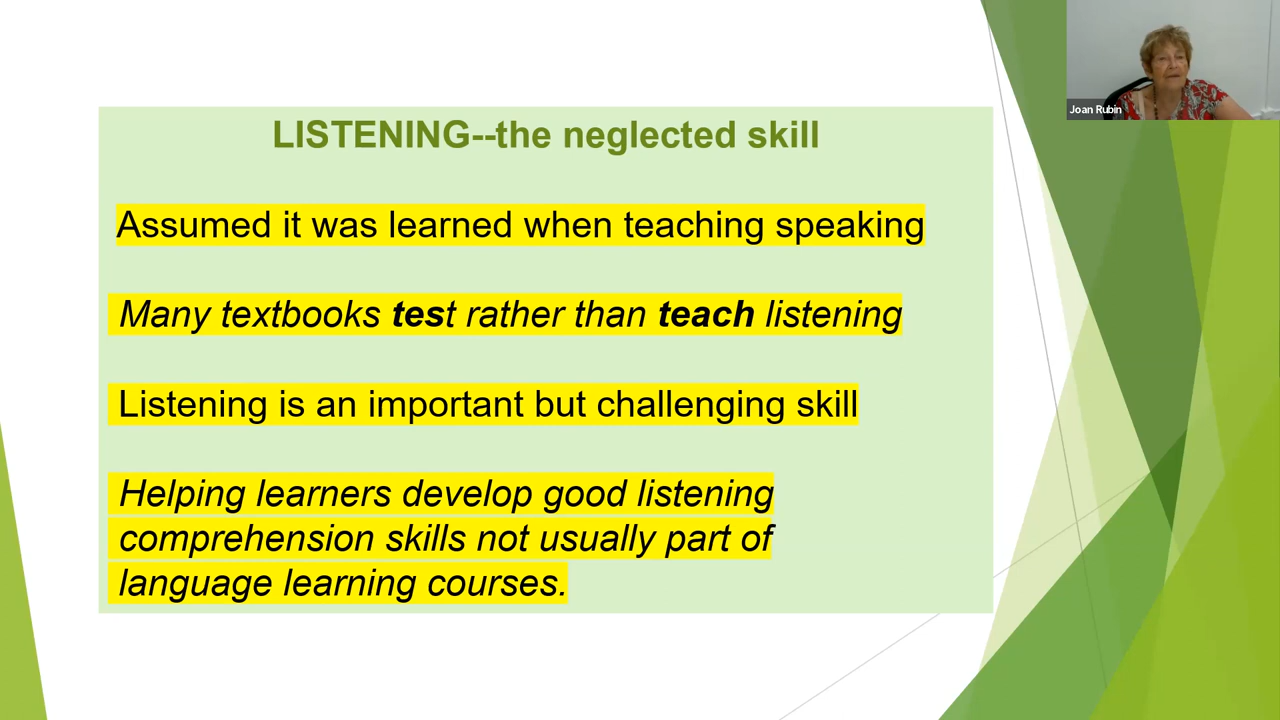 LISTENING--the neglected skill
Assumed it was learned when teaching speaking
Many textbooks test rather than teach listening
Listening is an important but challenging skill
Helping learners develop good listening
comprehension skills not usually part of
language learning courses.
Joan Rubin